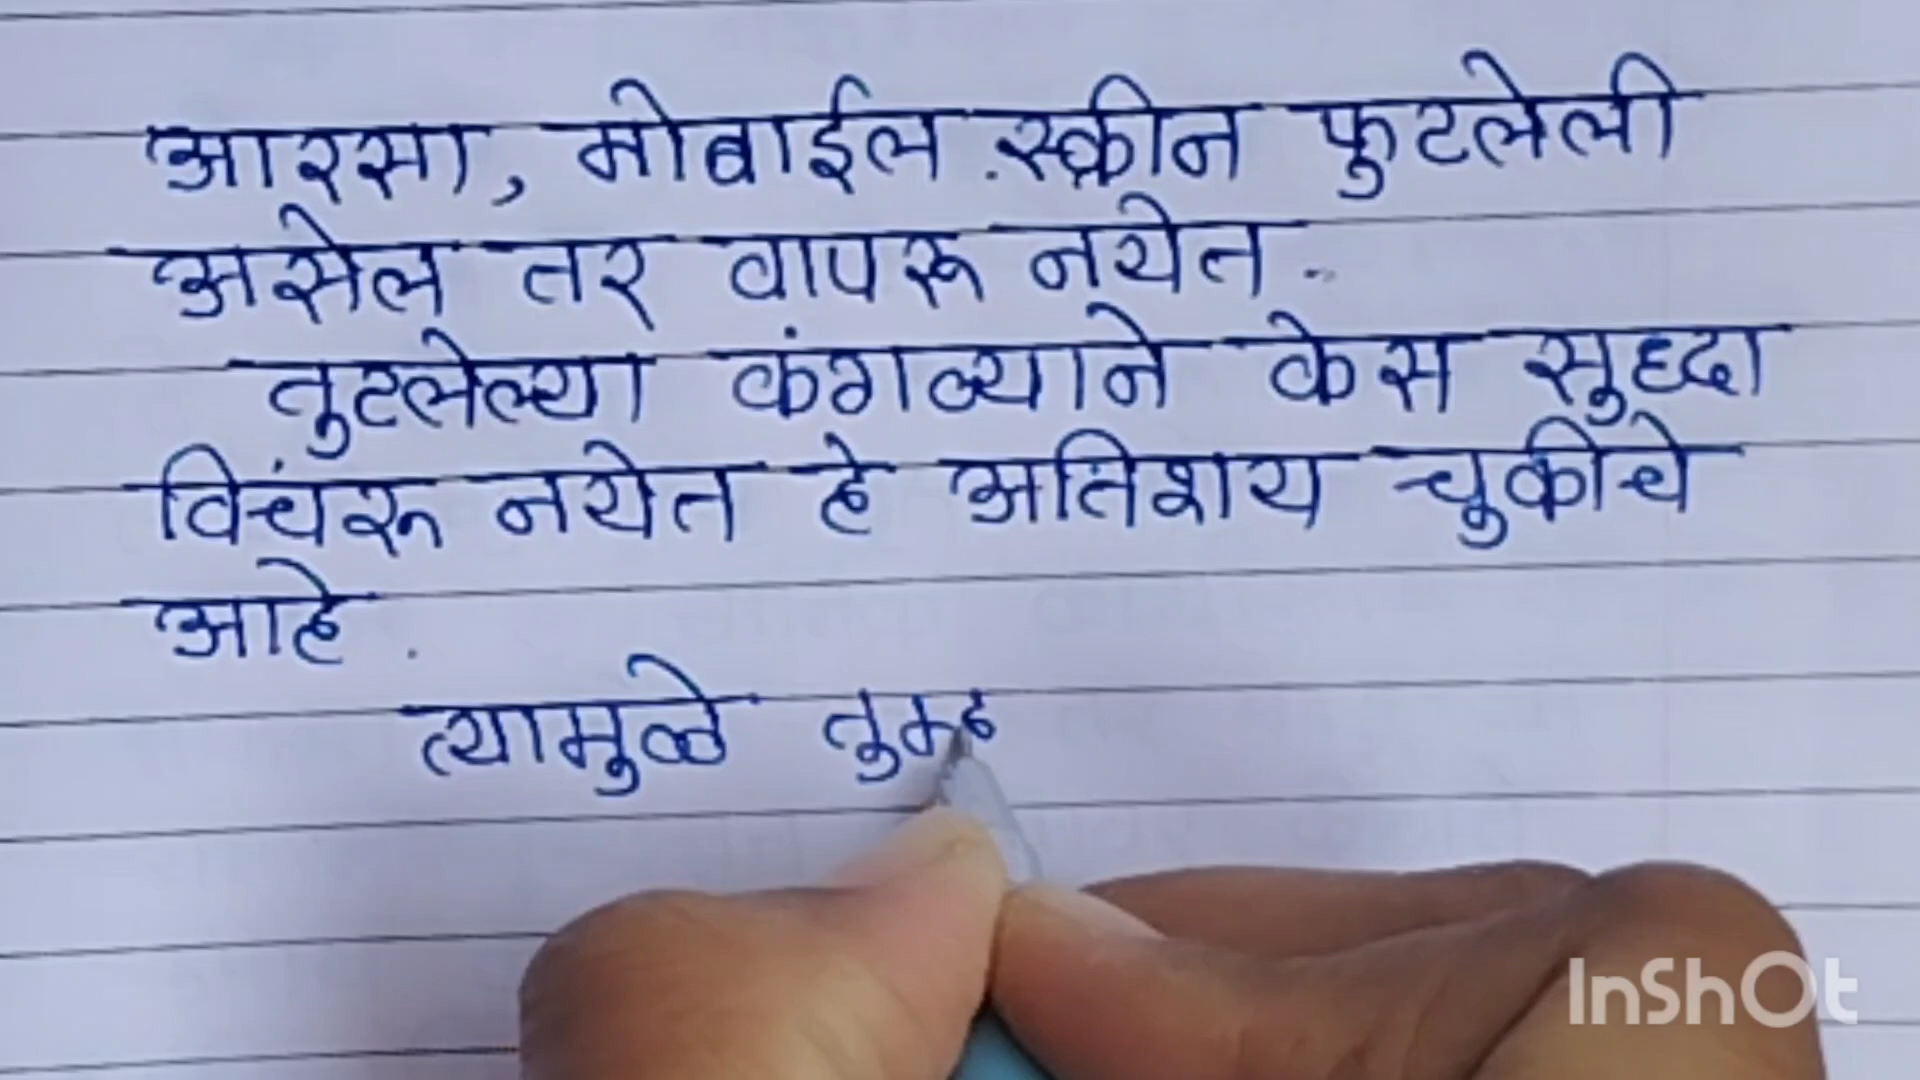 आरसा, मोबाईल स्क्रीन फुटलेली
असेल तर वापरू नयेत.
तुटलेल्या कंगव्याने केस सुध्दा
विंचरू नयेत हे अतिशय चुकीचे
आहे.
त्यामुळे तुम्ह
InShOt